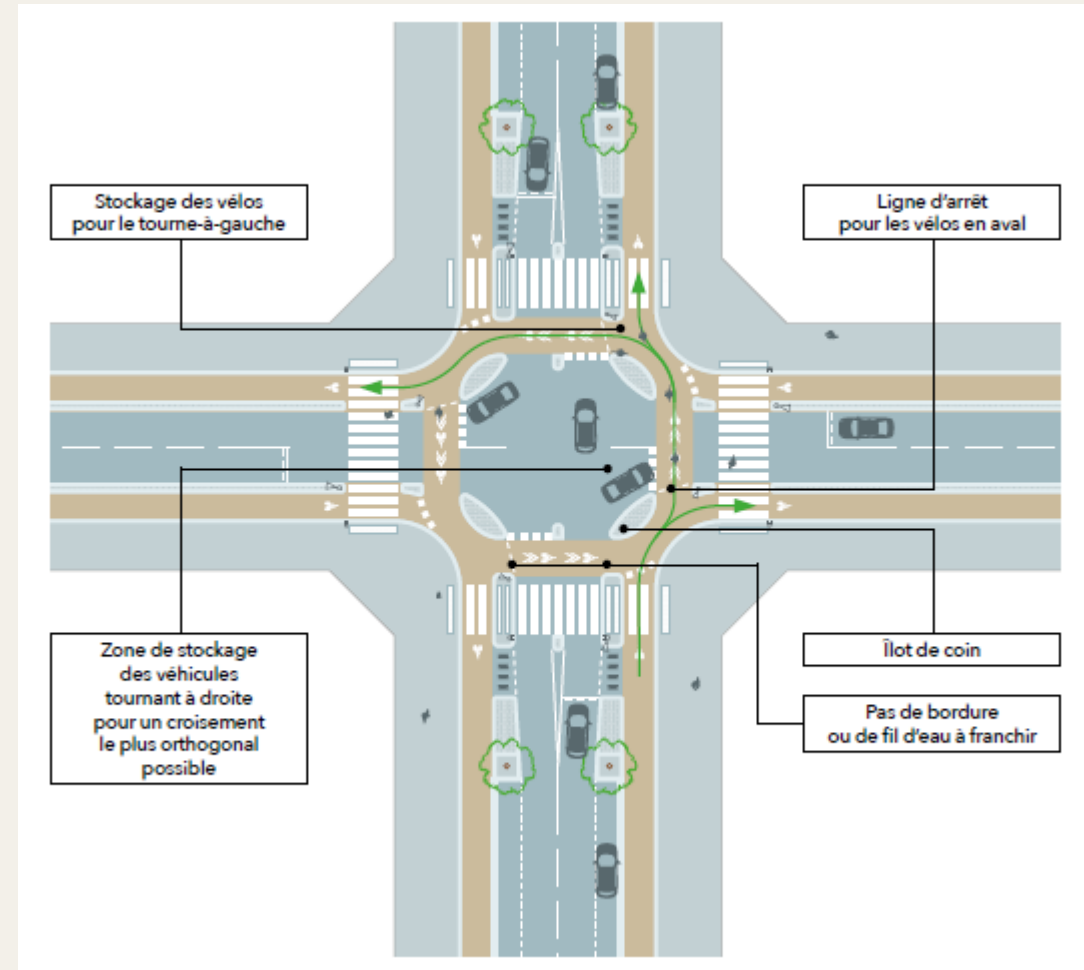 Stockage des vélos
pour le tourne-à-gauche
Ligne d'arrêt
pour les vélos en aval
Zone de stockage
des véhicules
tournant à droite
pour un croisement
le plus orthogonal
possible
Îlot de coin
Pas de bordure
ou de fil d'eau à franchir